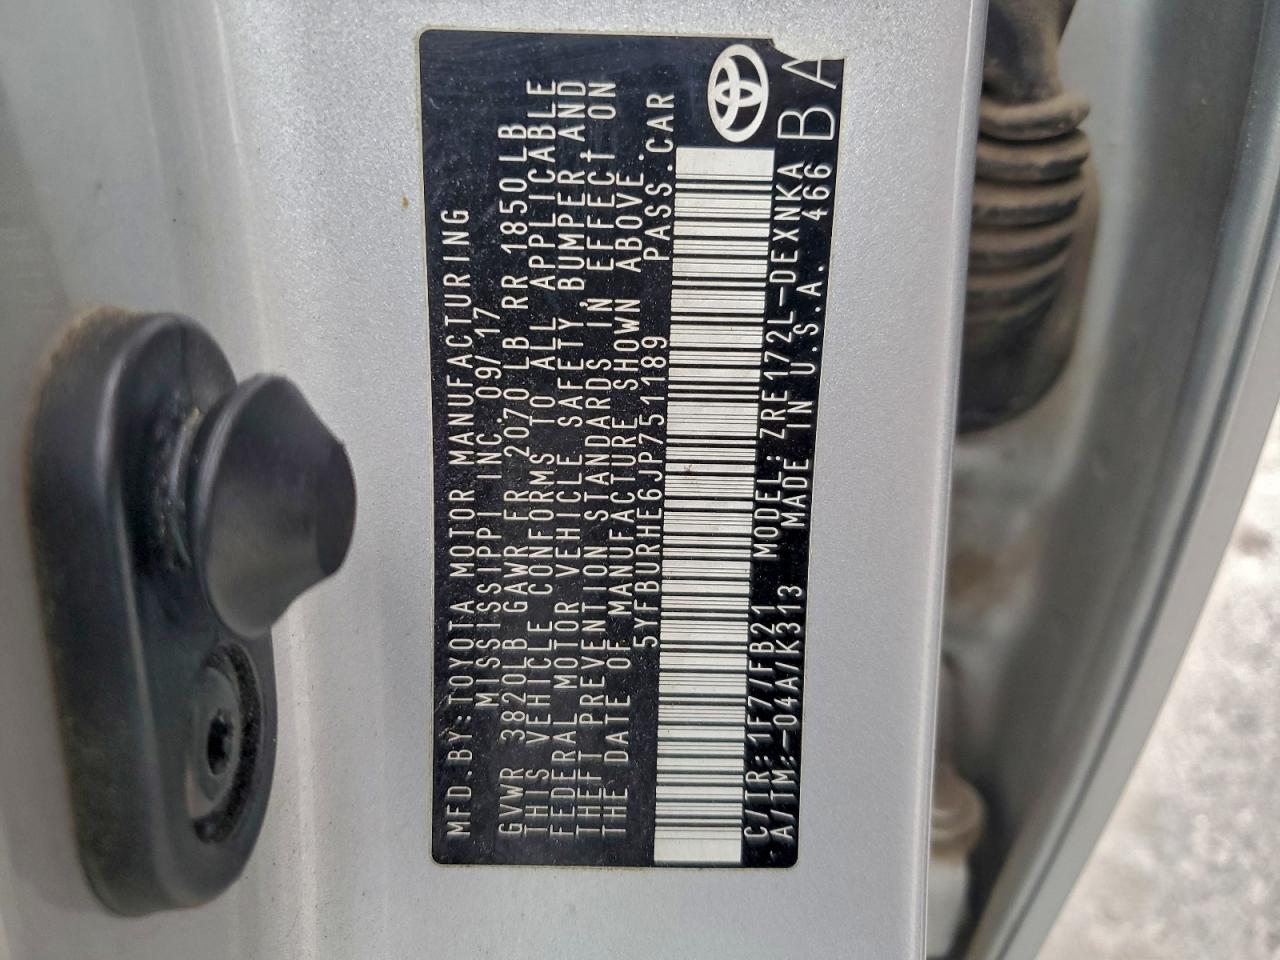 MFD.BY:TOYOTA MOTOR MANUFACTURING
MISSISSIPPI INC. 09/17
GVWR 3820LB GAWR FR 2070LB RR 1850LB
THIS VEHICLE CONFORMS TO ALL APPLICABLE
FEDERAL MOTOR VEHICLE SAFETY,BUMPER,AND
THEFT PREVENTION STANDARDS IN EFFECT ON
THE DATE OF MANUFACTURE SHOWN ABOVE.
5YFBURHE6JP751189 PASS.CAR
C/TR:1F7/FB21 MODEL:ZRE172L-DEXNKA
A/TM:-04A/K313 MADE IN U.S.A. 466 BA